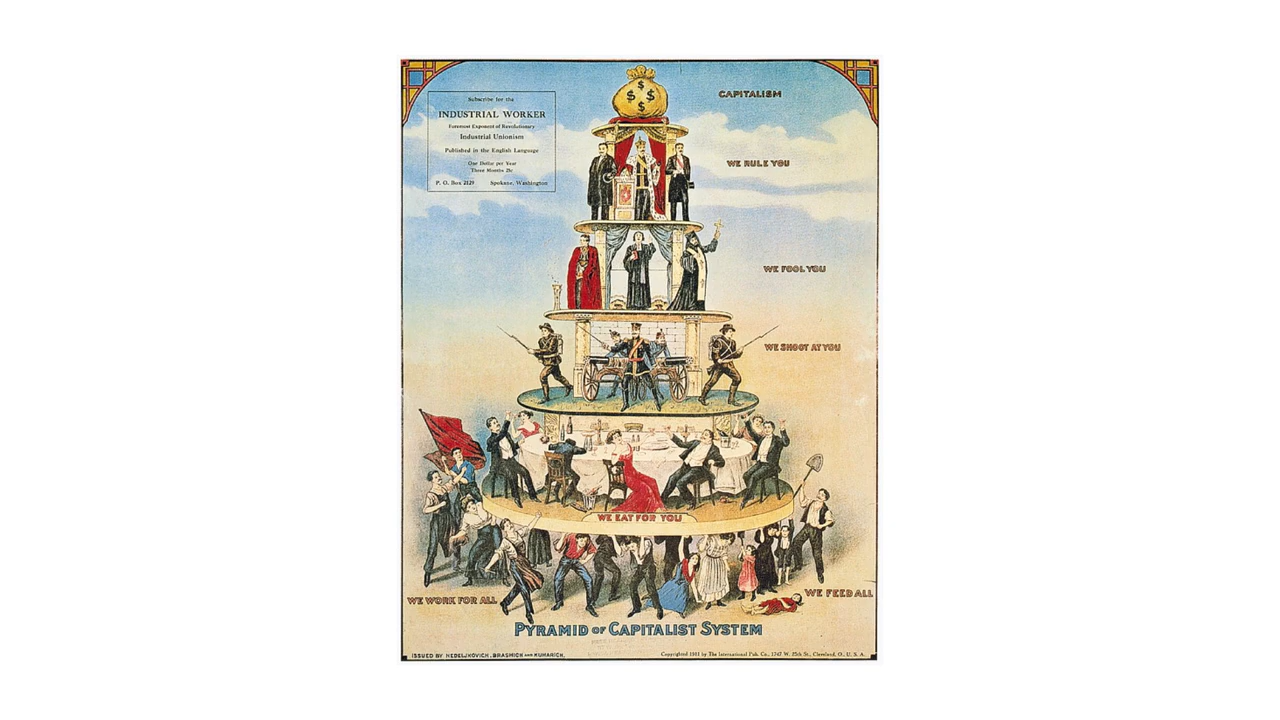 Subscribe for the
INDUSTRIAL WORKER
Foremost Exponent of Revolutionary
Industrial Unionism
Published in the English Language
One Dollar per Year
Three Months 25c
P. O. Box 2129 Spokane, Washington
CAPITALISM
WE RULE YOU
WE FOOL YOU
WE SHOOT AT YOU
WE EAT FOR YOU
WE WORK FOR ALL
WE FEED ALL
PYRAMID OF CAPITALIST SYSTEM
ISSUED BY NEDELJKOVICH, BRASHICH AND KUHARICH.
Copyrighted 1911 by The International Pub. Co., 1747 W. 25th St., Cleveland, O., U. S. A.
$ $ $ $